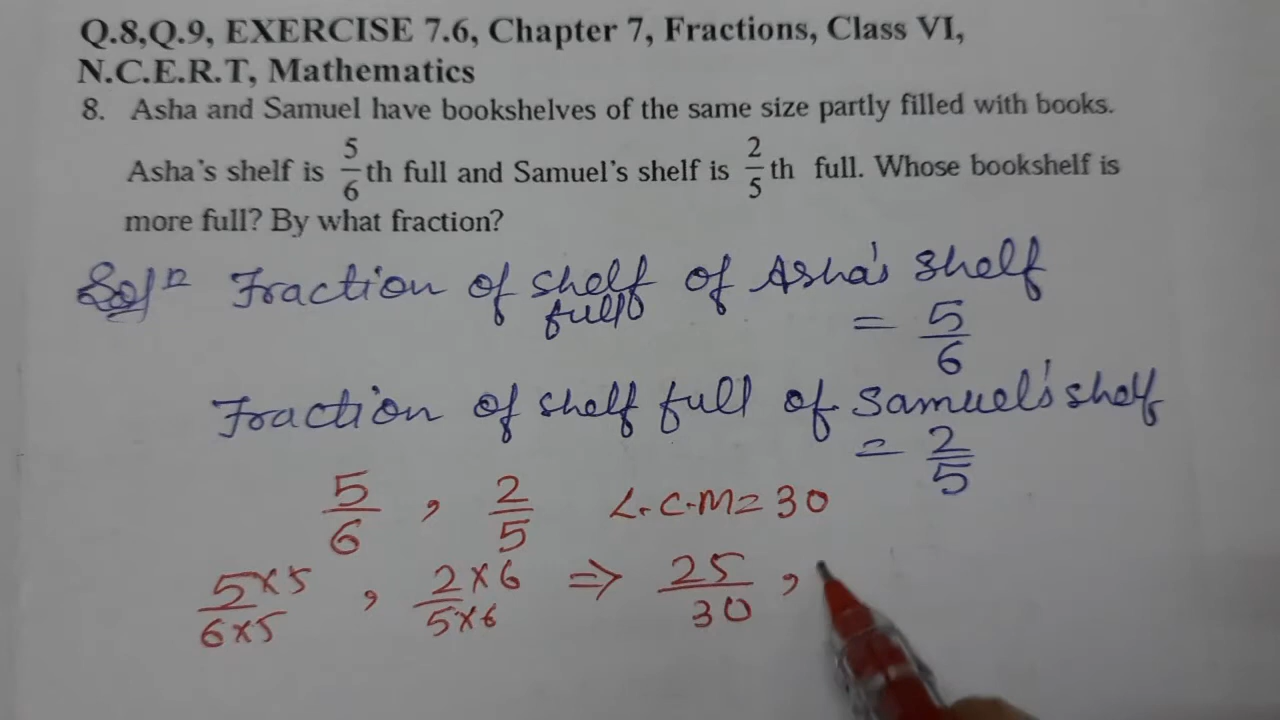 Q.8,Q.9, EXERCISE 7.6, Chapter 7, Fractions, Class VI,
N.C.E.R.T, Mathematics
8. Asha and Samuel have bookshelves of the same size partly filled with books.
Asha's shelf is 5/6 th full and Samuel's shelf is 2/5 th full. Whose bookshelf is
more full? By what fraction?
Solⁿ Fraction of shelf full of Asha's shelf
= 5/6
Fraction of shelf full of Samuel's shelf
= 2/5
5/6 , 2/5 L.C.M = 30
5×5/6×5 , 2×6/5×6 ⇒ 25/30 ,